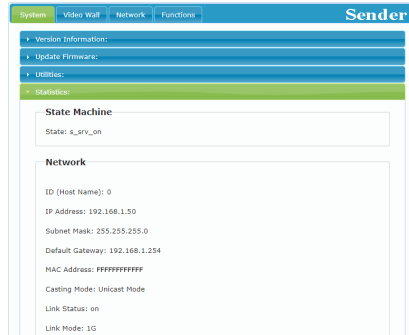 System Video Wall Network Functions Sender
Version Information:
Update Firmware:
Utilities:
Statistics:
State Machine
State: s_srv_on
Network
ID (Host Name): 0
IP Address: 192.168.1.50
Subnet Mask: 255.255.255.0
Default Gateway: 192.168.1.254
MAC Address: FFFFFFFFFFFF
Casting Mode: Unicast Mode
Link Status: on
Link Mode: 1G